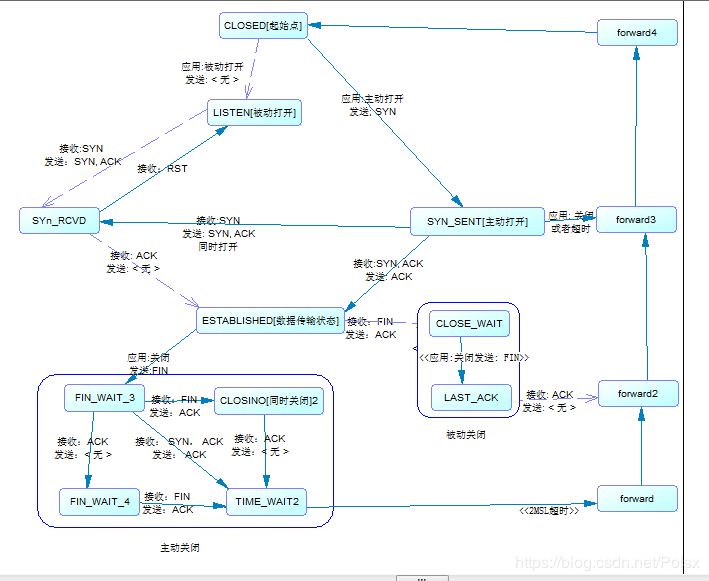 CLOSED[起始点]
forward4
应用:被动打开
发送: < 无 >
应用:主动打开
发送, SYN
LISTEN[被动打开]
接收:SYN
发送：SYN, ACK
接收：RST
SYn_RCVD
接收:SYN
发送: SYN, ACK
同时打开
SYN_SENT[主动打开]
应用: 关闭
或者超时
forward3
接收: ACK
发送: < 无 >
接收:SYN, ACK
发送: ACK
ESTABLISHED[数据传输状态]
接收：FIN
发送：ACK
CLOSE_WAIT
<
<<应用:关闭发送: FIN>>
应用:关闭
发送:FIN
FIN_WAIT_3
接收：FIN
发送：ACK
CLOSINO[同时关闭]2
LAST_ACK
接收: ACK
发送: < 无 >
forward2
被动关闭
接收：ACK
发送：< 无 >
接收： SYN， ACK
发送： ACK
接收：ACK
发送：< 无 >
FIN_WAIT_4
接收：FIN
发送：ACK
TIME_WAIT2
<<2MSL超时>>
forward
主动关闭
https://blog.csdn.net/Polsx